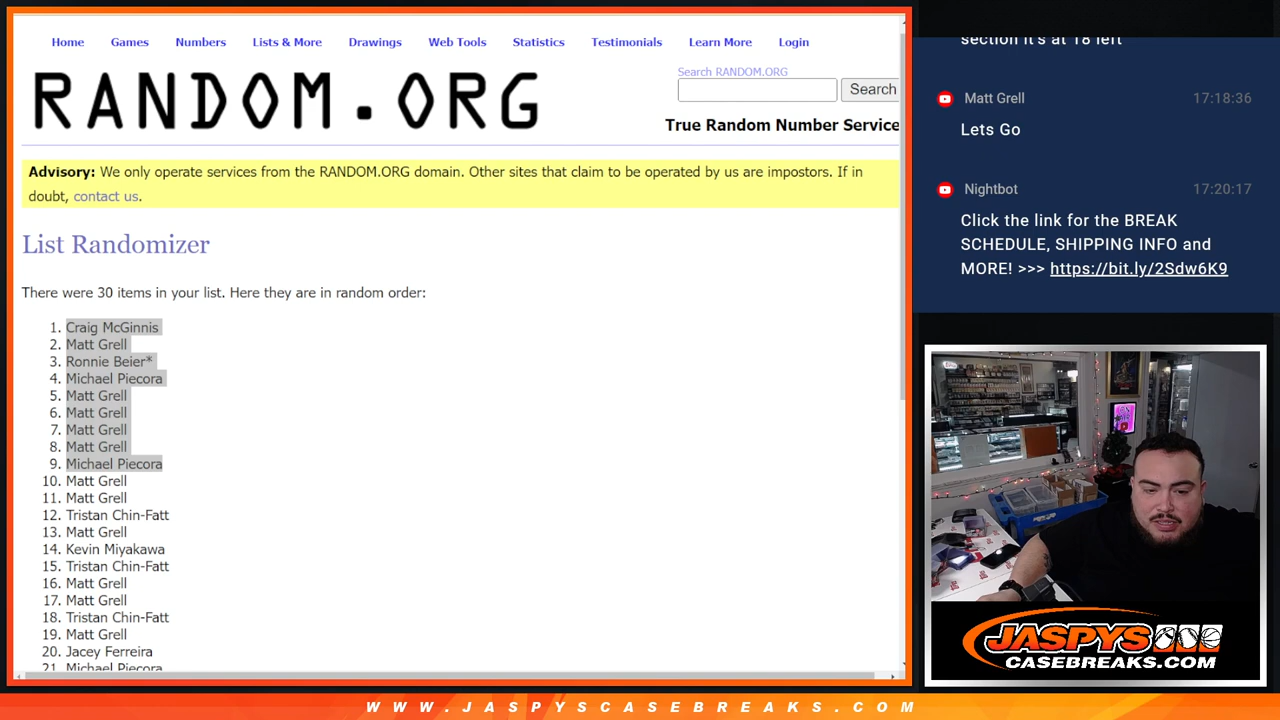 Home Games Numbers Lists & More Drawings Web Tools Statistics Testimonials Learn More Login
RANDOM.ORG
Search RANDOM.ORG
Search
True Random Number Service
Advisory: We only operate services from the RANDOM.ORG domain. Other sites that claim to be operated by us are impostors. If in
doubt, contact us.
List Randomizer
There were 30 items in your list. Here they are in random order:
1. Craig McGinnis
2. Matt Grell
3. Ronnie Beier*
4. Michael Piecora
5. Matt Grell
6. Matt Grell
7. Matt Grell
8. Matt Grell
9. Michael Piecora
10. Matt Grell
11. Matt Grell
12. Tristan Chin-Fatt
13. Matt Grell
14. Kevin Miyakawa
15. Tristan Chin-Fatt
16. Matt Grell
17. Matt Grell
18. Tristan Chin-Fatt
19. Matt Grell
20. Jacey Ferreira
21. Michael Piecora
section it's at 18 left
Matt Grell 17:18:36
Lets Go
Nightbot 17:20:17
Click the link for the BREAK
SCHEDULE, SHIPPING INFO and
MORE! >>> https://bit.ly/2Sdw6K9
JASPYS
CASEBREAKS.COM
WWW.JASPYSCASEBREAKS.COM